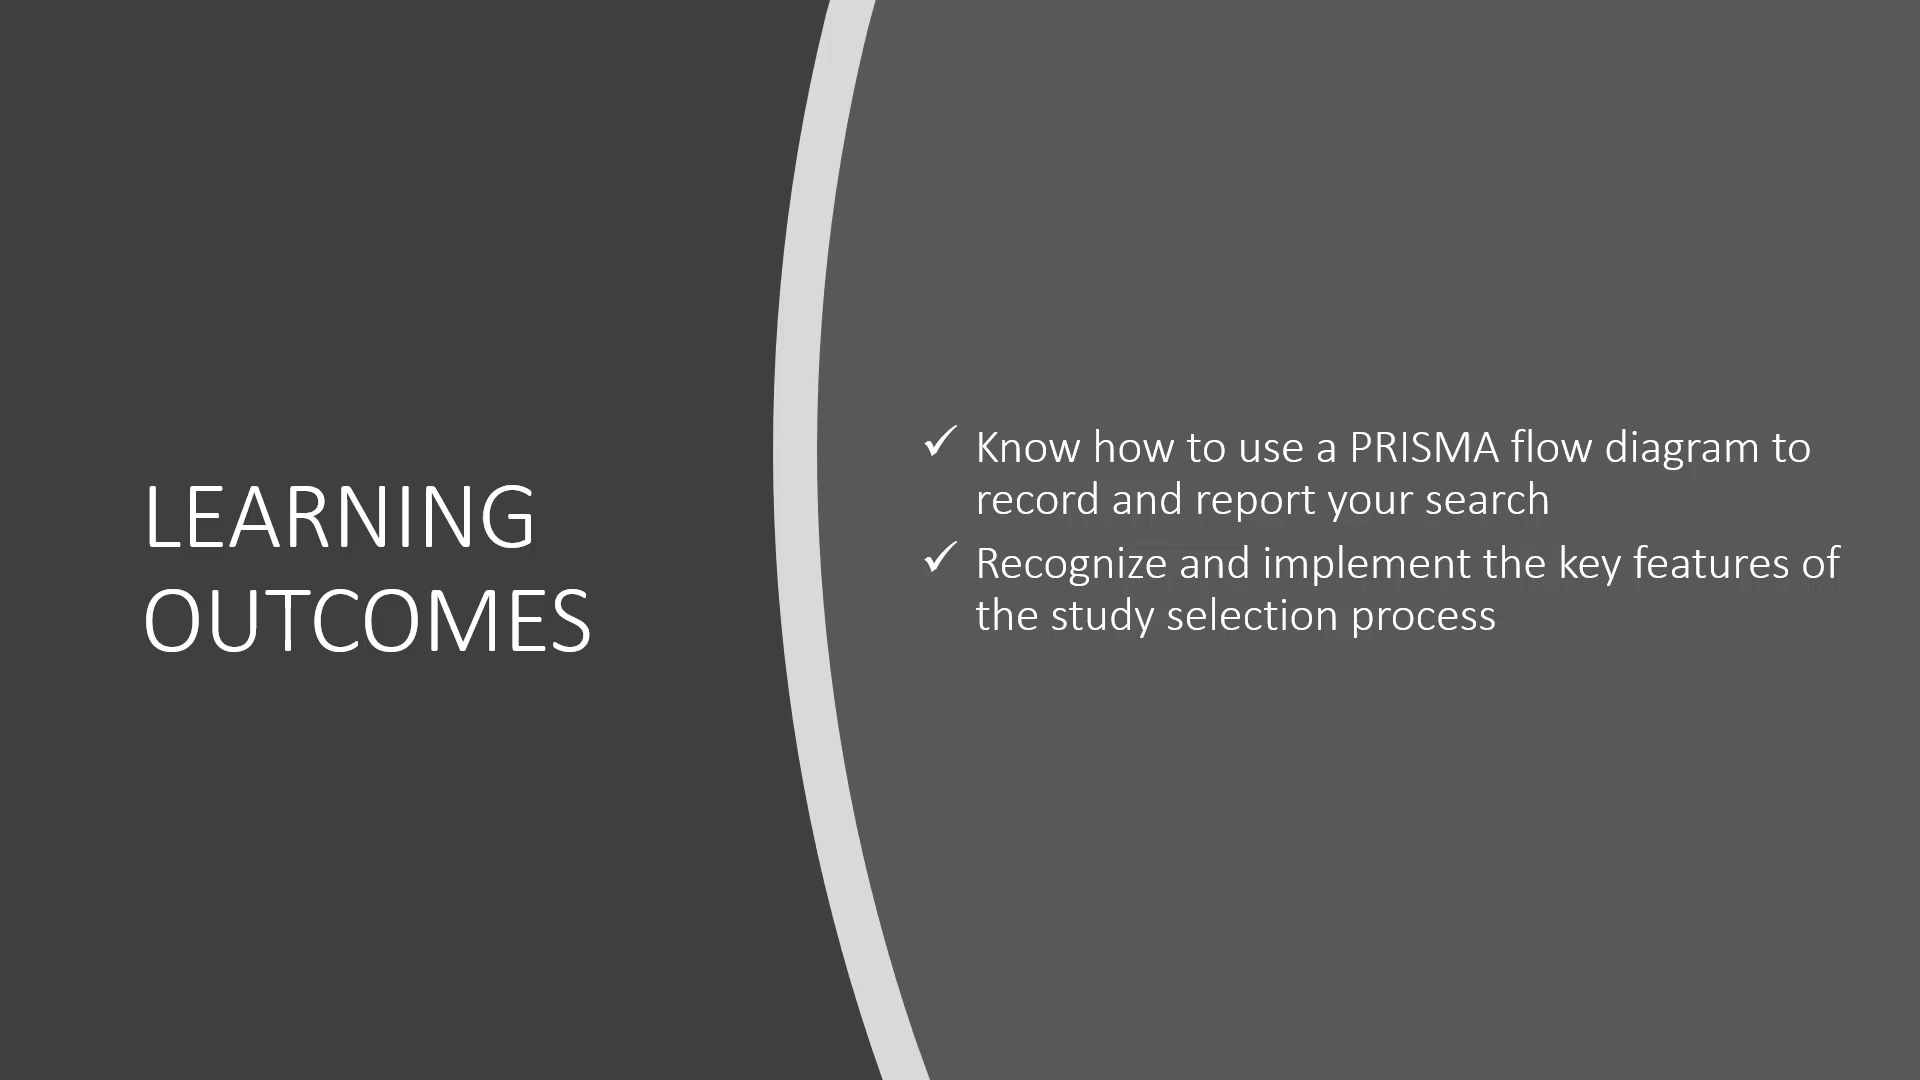 LEARNING
OUTCOMES
✓ Know how to use a PRISMA flow diagram to
record and report your search
✓ Recognize and implement the key features of
the study selection process